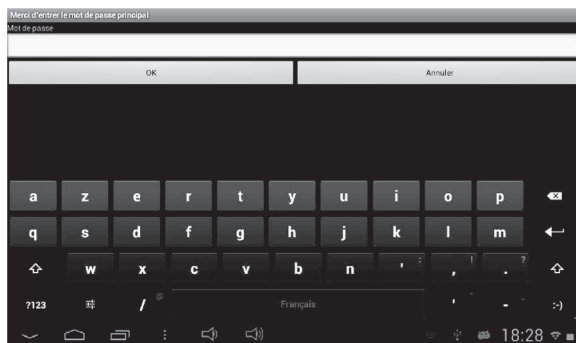 Merci d'entrer le mot de passe principal
Mot de passe
OK Annuler
a z e r t y u i o p
q s d f g h j k l m
w x c v b n ' : , ! . ?
?123 / Français ' - :-)
18:28